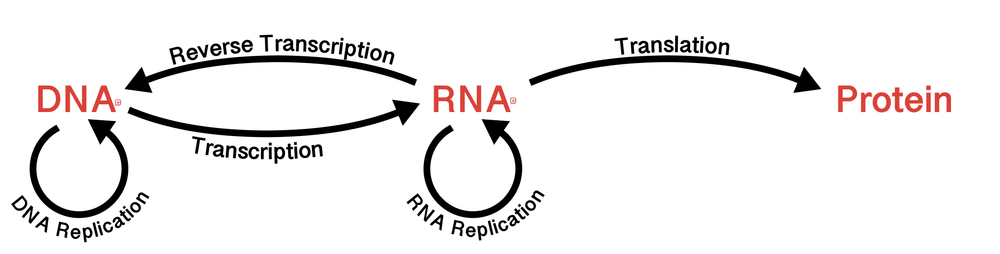 Reverse Transcription
Translation
DNA
RNA
Protein
Transcription
DNA Replication
RNA Replication